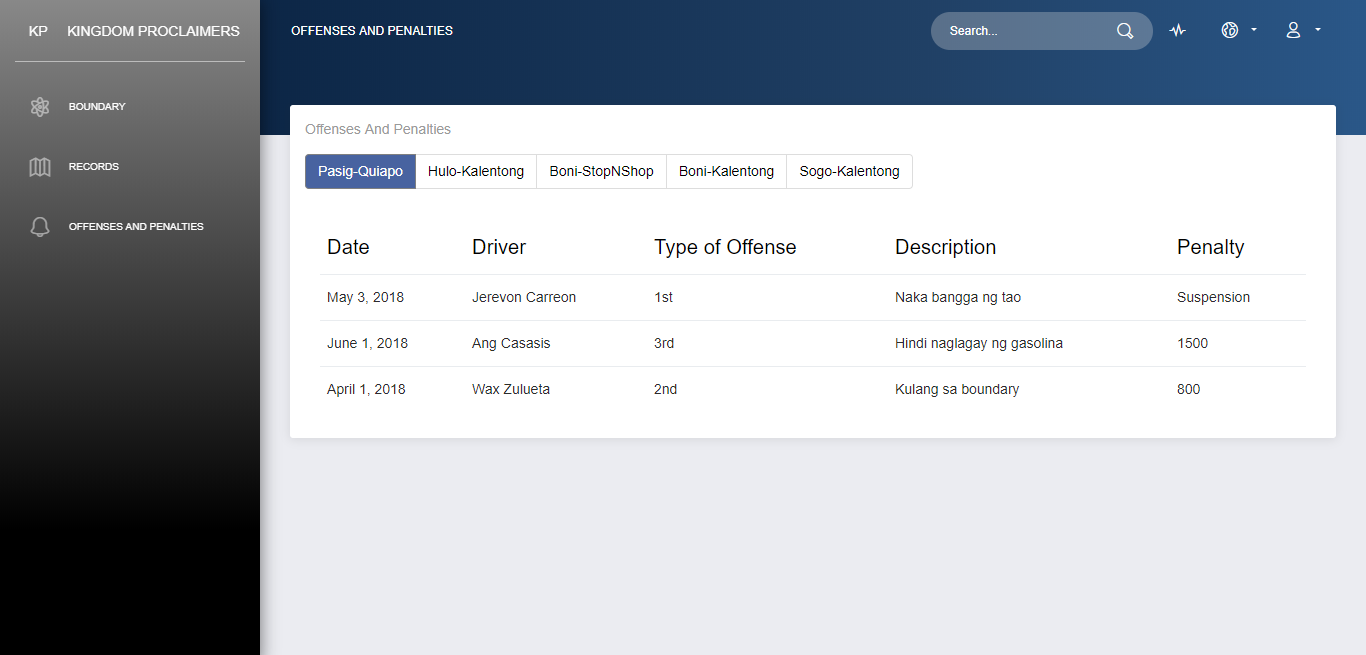 KP KINGDOM PROCLAIMERS
BOUNDARY
RECORDS
OFFENSES AND PENALTIES
OFFENSES AND PENALTIES
Search...
Offenses And Penalties
Pasig-Quiapo Hulo-Kalentong Boni-StopNShop Boni-Kalentong Sogo-Kalentong
Date Driver Type of Offense Description Penalty
May 3, 2018 Jerevon Carreon 1st Naka bangga ng tao Suspension
June 1, 2018 Ang Casasis 3rd Hindi naglagay ng gasolina 1500
April 1, 2018 Wax Zulueta 2nd Kulang sa boundary 800